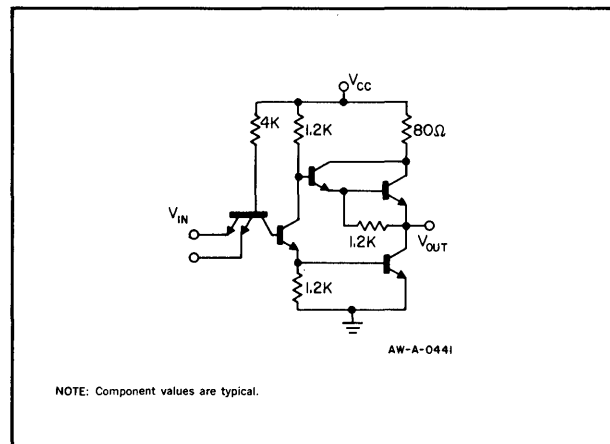 VCC
4K
1.2K
80Ω
VIN
1.2K
VOUT
1.2K
AW-A-0441
NOTE: Component values are typical.